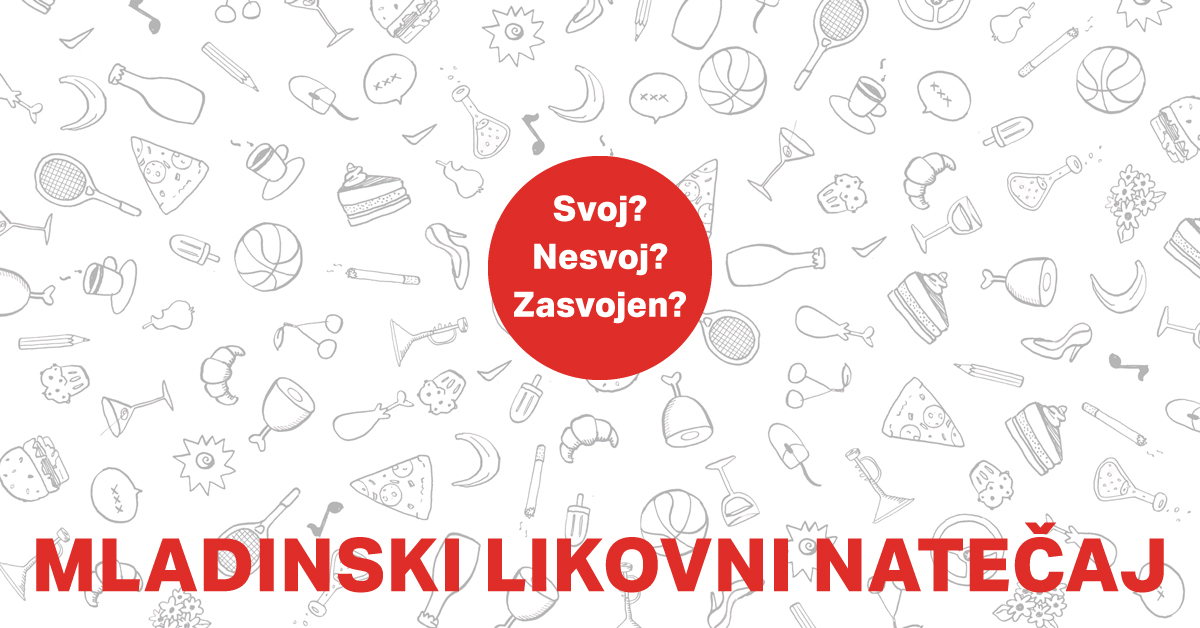 Svoj?
Nesvoj?
Zasvojen?
MLADINSKI LIKOVNI NATEČAJ